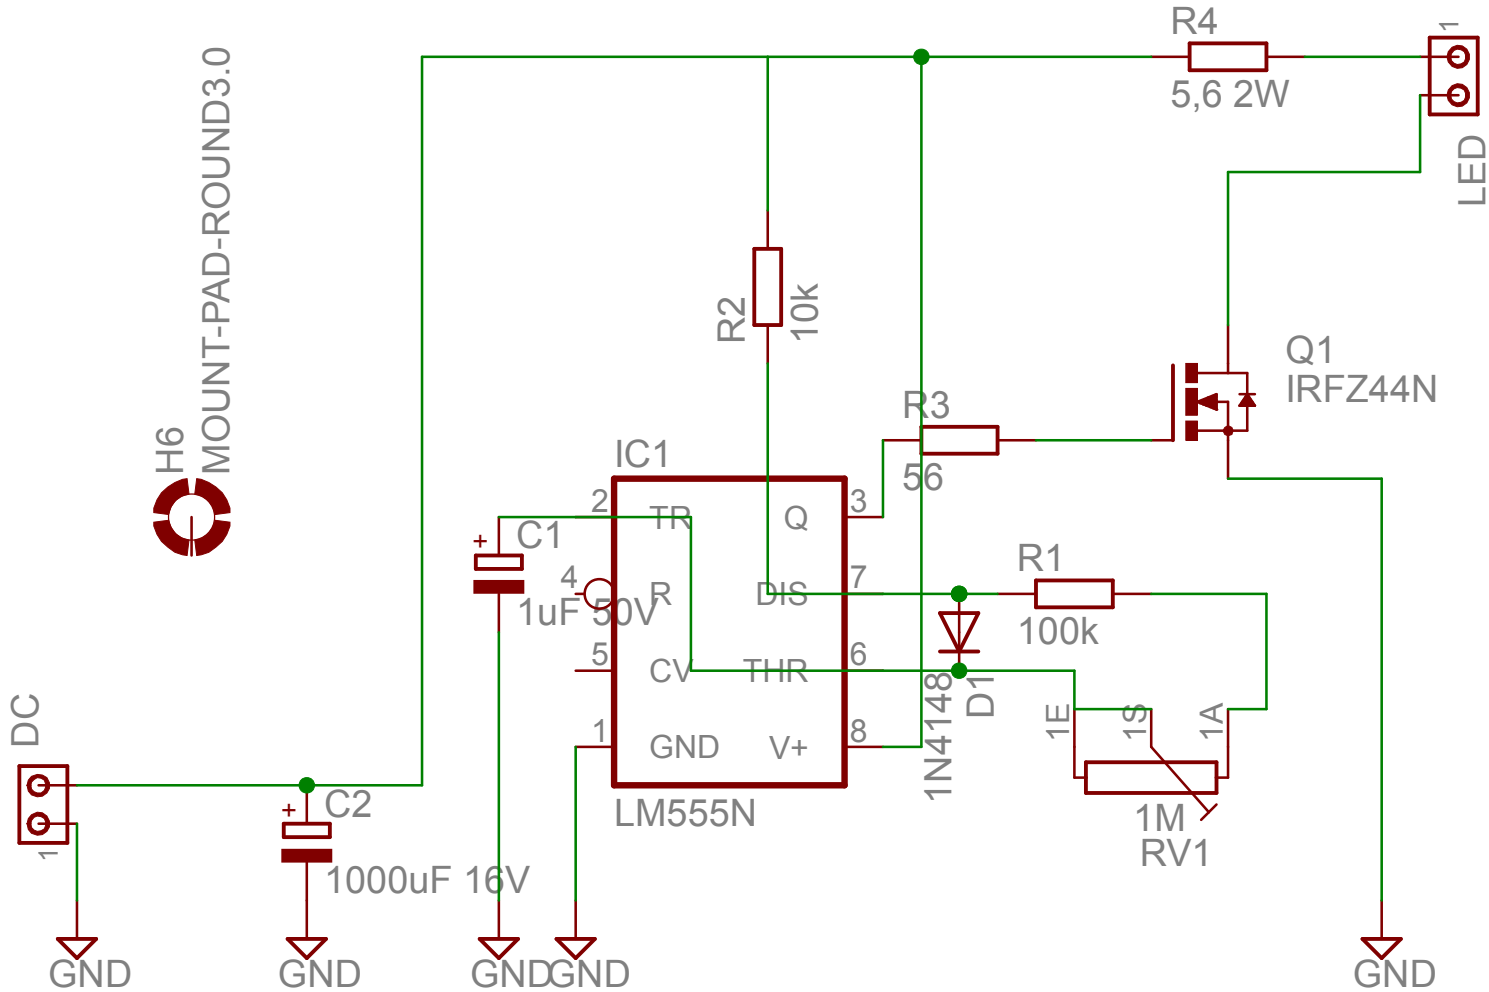 R4
5,6 2W
1
LED
MOUNT-PAD-ROUND3.0
H6
R2
10k
Q1
IRFZ44N
R3
56
IC1
2
TR
Q
3
+
C1
4
R
1uF 50V
DIS
7
R1
100k
5
CV
THR
6
1
GND
V+
8
LM555N
1N4148
D1
1E
1S
1A
1M
RV1
DC
1
+
C2
1000uF 16V
GND
GND
GND
GND
GND